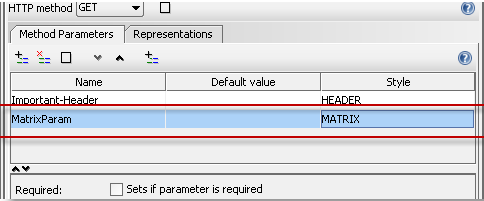 HTTP method GET
Method Parameters Representations
Name Default value Style
Important-Header HEADER
MatrixParam MATRIX
Required: Sets if parameter is required